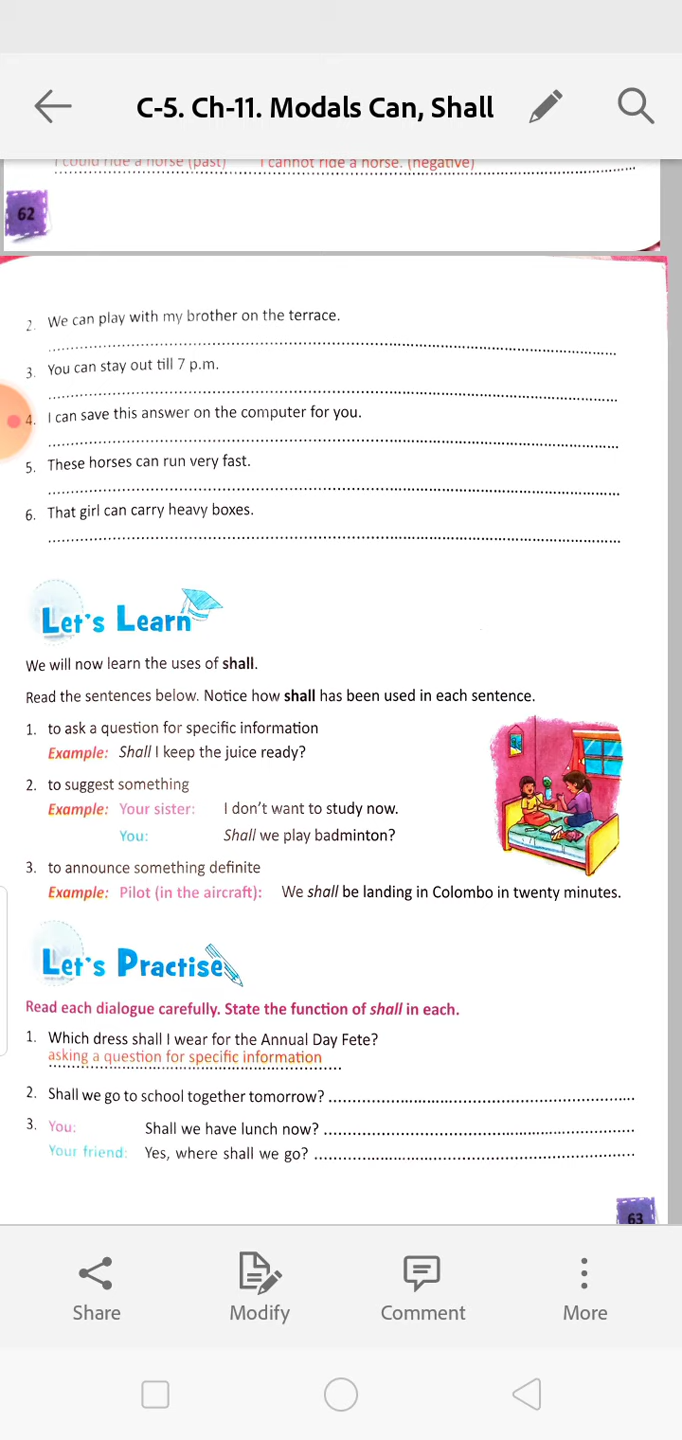 C-5. Ch-11. Modals Can, Shall
I could ride a horse (past) I cannot ride a horse. (negative)
62
2. We can play with my brother on the terrace.
3. You can stay out till 7 p.m.
4. I can save this answer on the computer for you.
5. These horses can run very fast.
6. That girl can carry heavy boxes.
Let's Learn
We will now learn the uses of shall.
Read the sentences below. Notice how shall has been used in each sentence.
1. to ask a question for specific information
Example: Shall I keep the juice ready?
2. to suggest something
Example: Your sister: I don't want to study now.
You: Shall we play badminton?
3. to announce something definite
Example: Pilot (in the aircraft): We shall be landing in Colombo in twenty minutes.
Let's Practise
Read each dialogue carefully. State the function of shall in each.
1. Which dress shall I wear for the Annual Day Fete?
asking a question for specific information
2. Shall we go to school together tomorrow?
3. You: Shall we have lunch now?
Your friend: Yes, where shall we go?
63
Share Modify Comment More